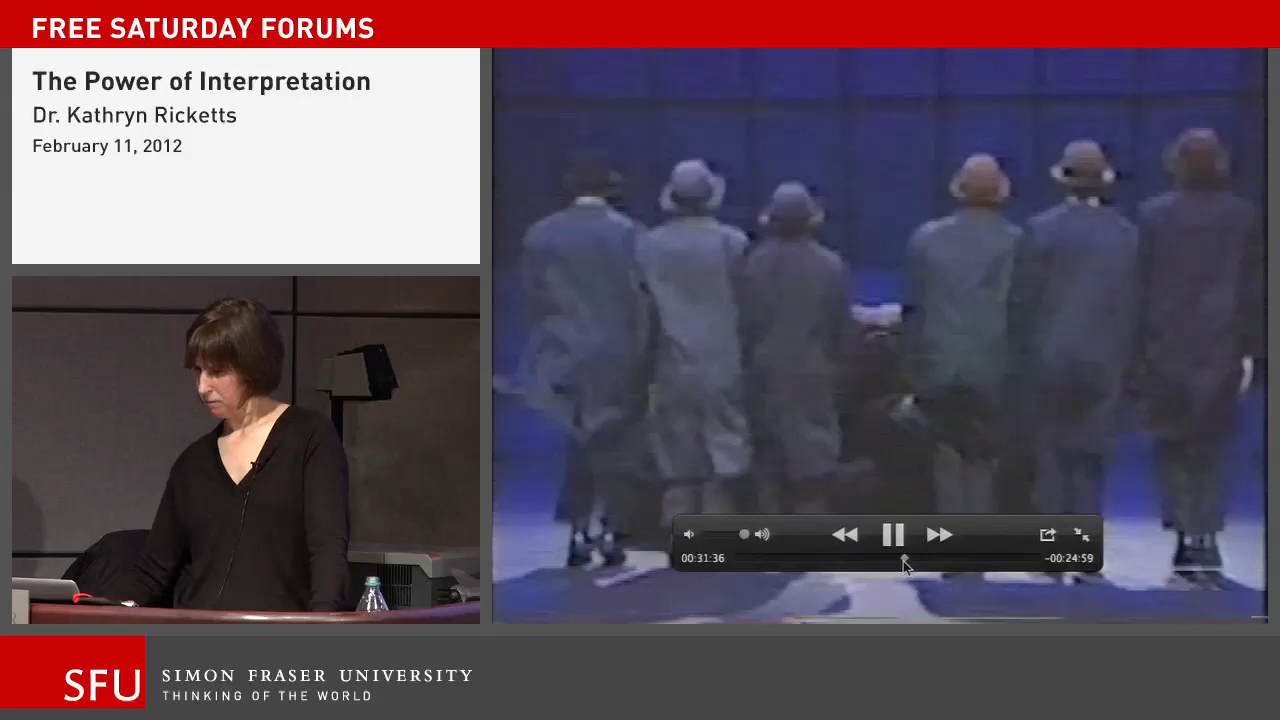 FREE SATURDAY FORUMS
The Power of Interpretation
Dr. Kathryn Ricketts
February 11, 2012
00:31:36
-00:24:59
SFU
SIMON FRASER UNIVERSITY
THINKING OF THE WORLD